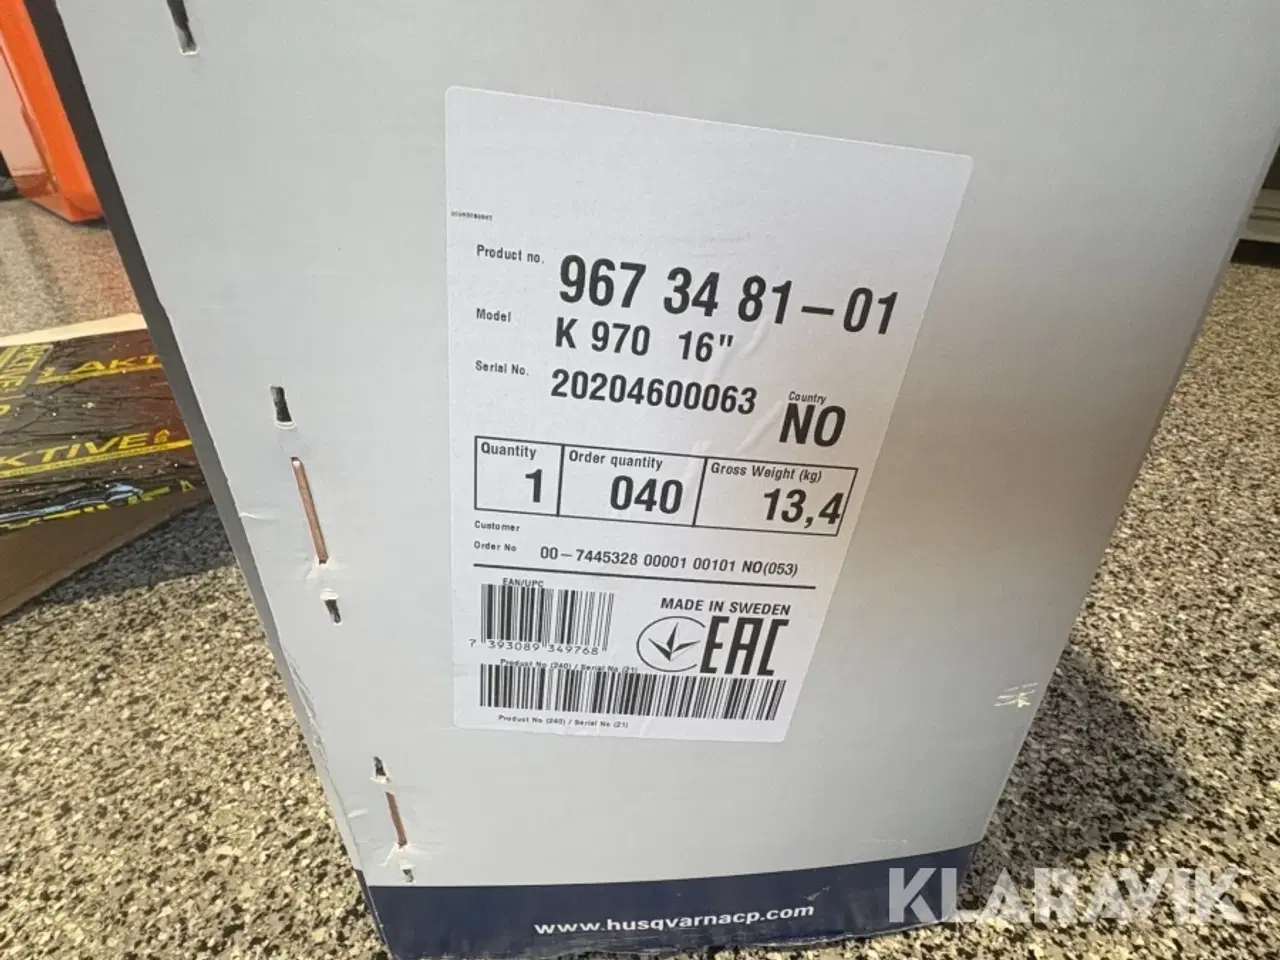 Product no. 967 34 81-01
Model K 970 16"
Serial No. 20204600063
Country NO
Quantity 1
Order quantity 040
Gross Weight (kg) 13,4
Customer
Order No 00-7445328 00001 00101 NO(053)
EAN/UPC
7 393089 349768
MADE IN SWEDEN
EAC
Product No (240) / Serial No (21)
Product No (240) / Serial No (21)
www.husqvarnacp.com
AKT
KTIVE
KLARAVIK